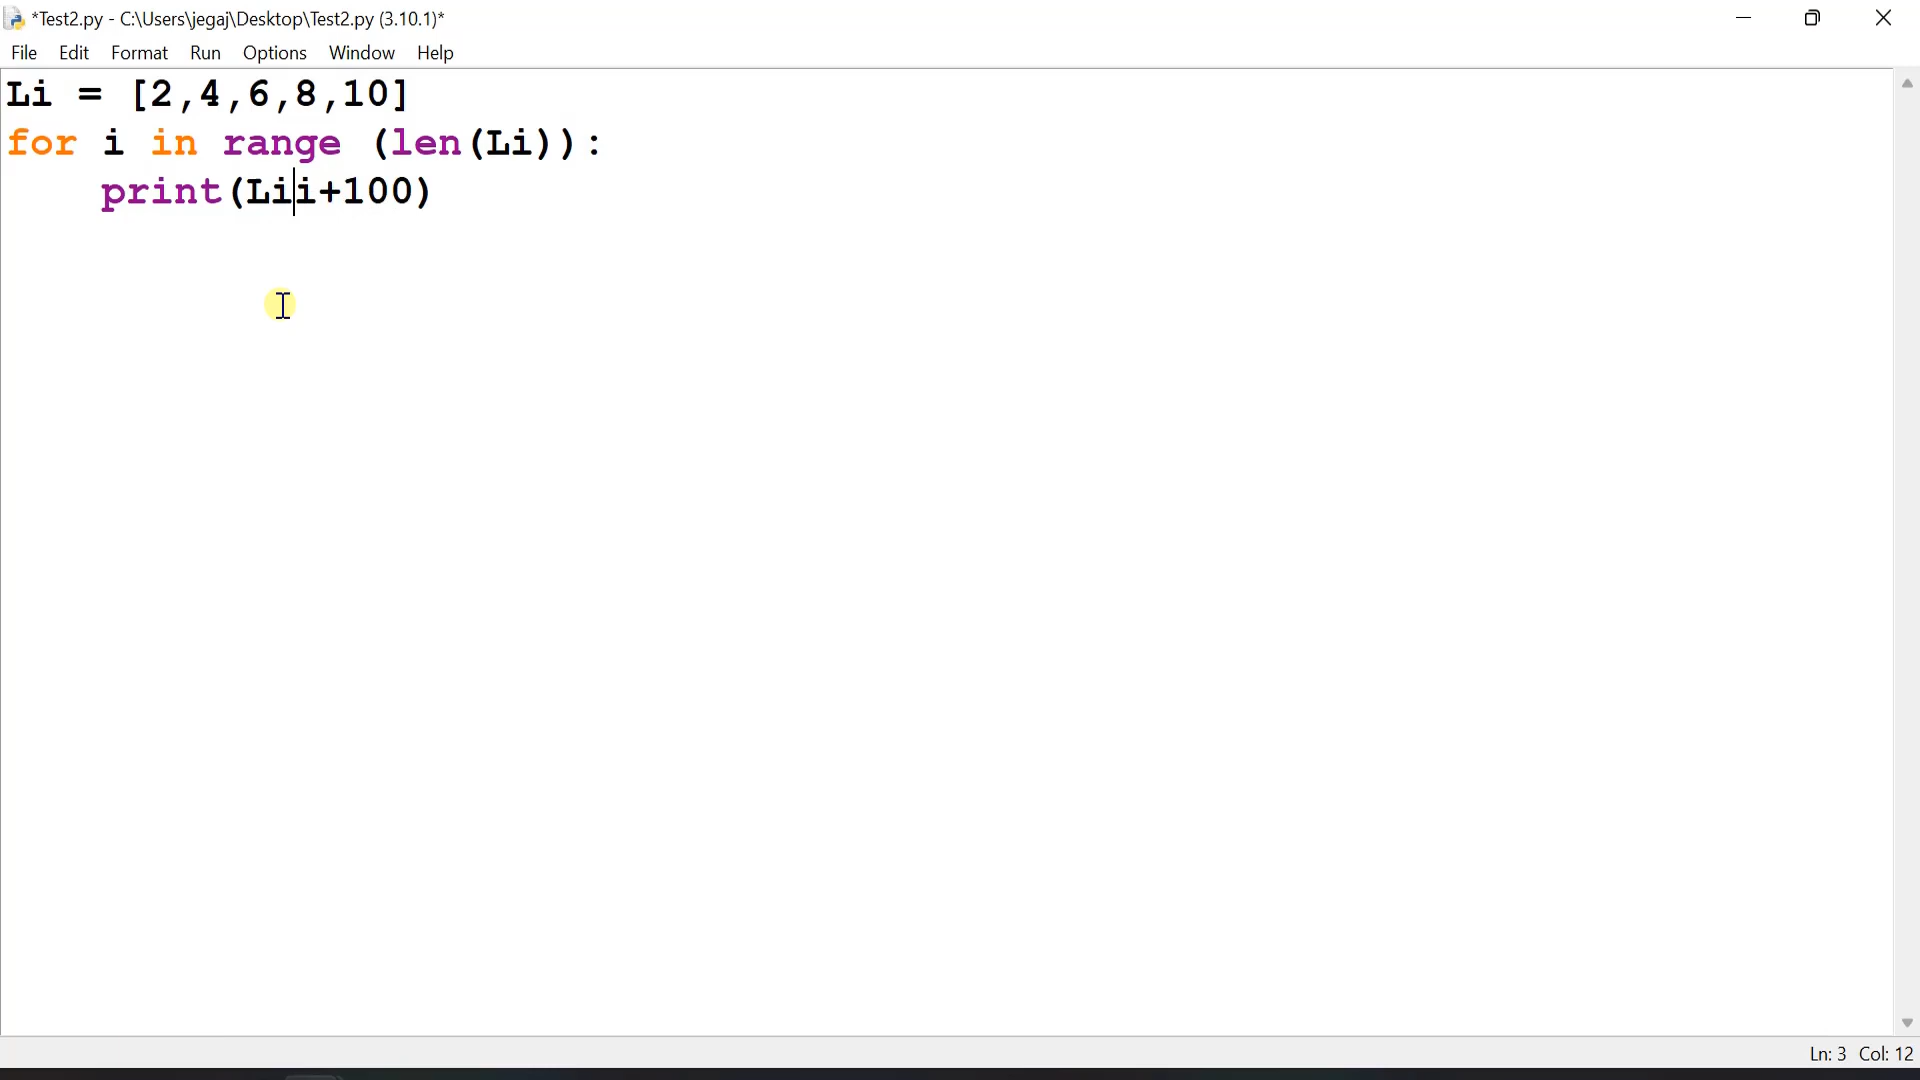 *Test2.py - C:\Users\jegaj\Desktop\Test2.py (3.10.1)*
File Edit Format Run Options Window Help
Li = [2,4,6,8,10]
for i in range (len(Li)):
    print(Lii+100)
Ln: 3 Col: 12